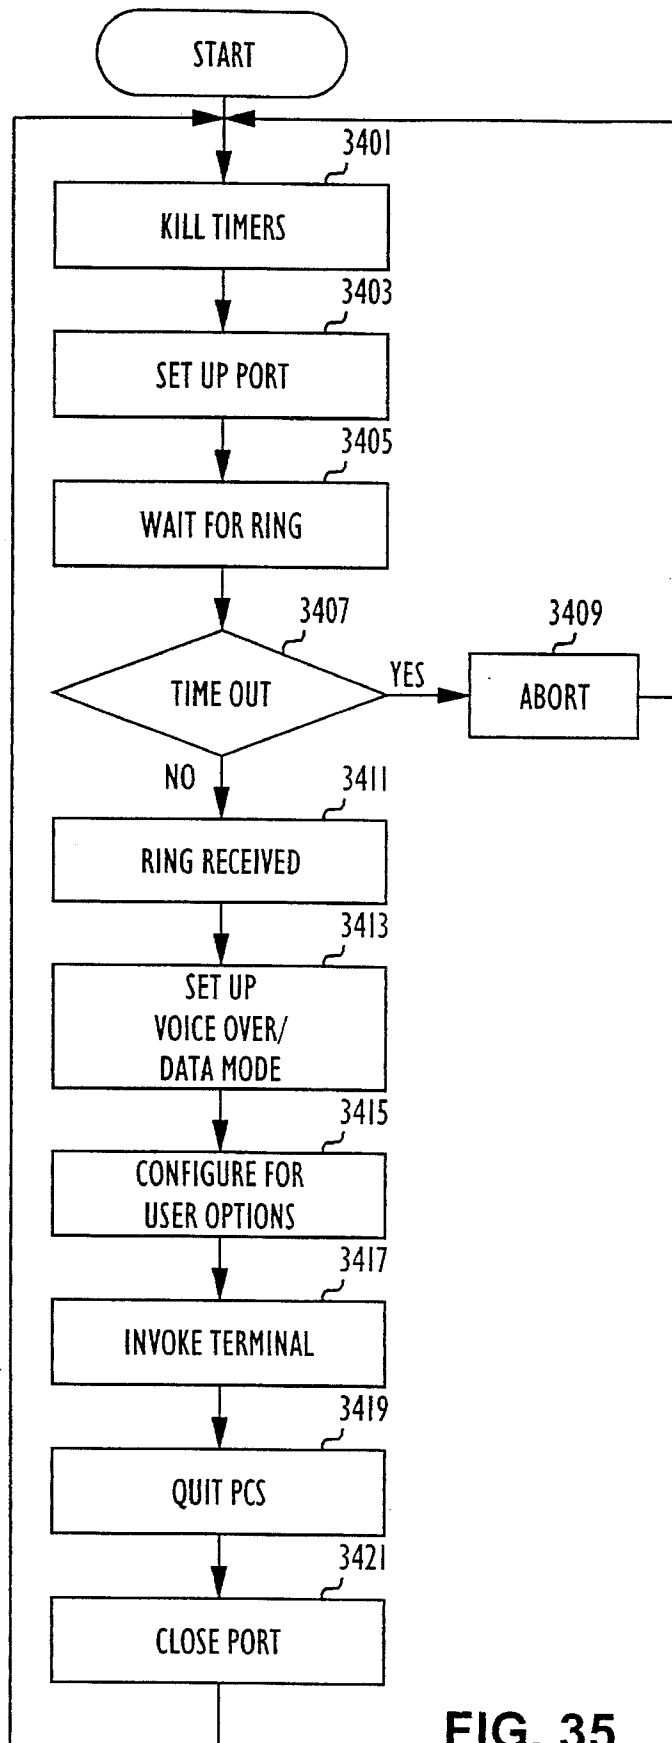 START
3401
KILL TIMERS
3403
SET UP PORT
3405
WAIT FOR RING
3407
TIME OUT
YES
3409
ABORT
NO
3411
RING RECEIVED
3413
SET UP
VOICE OVER/
DATA MODE
3415
CONFIGURE FOR
USER OPTIONS
3417
INVOKE TERMINAL
3419
QUIT PCS
3421
CLOSE PORT
FIG. 35